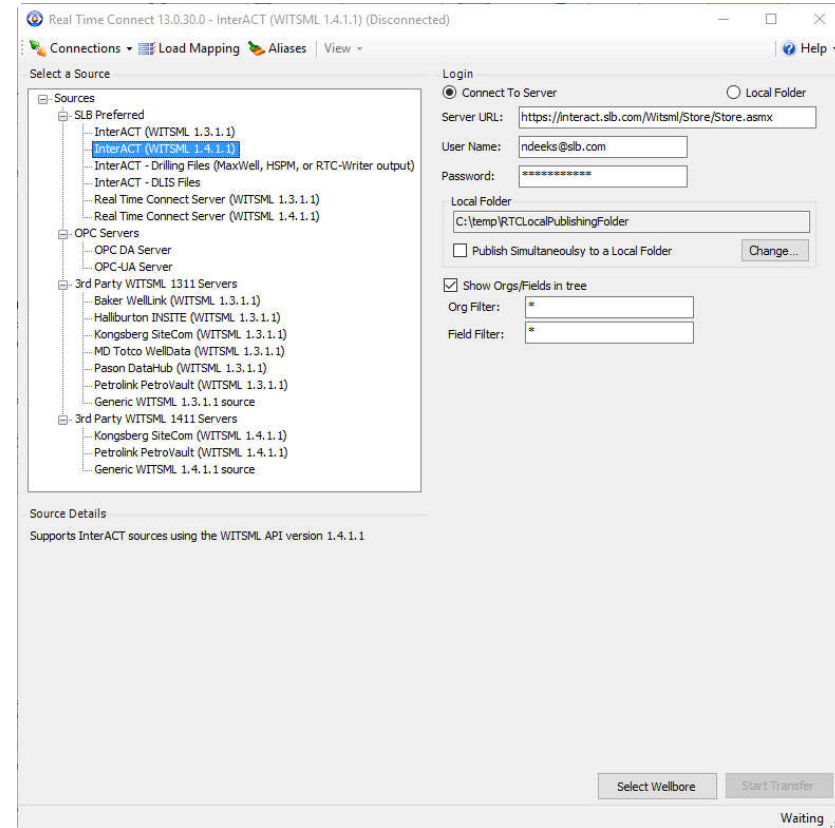 Real Time Connect 13.0.30.0 - InterACT (WITSML 1.4.1.1) (Disconnected)
Connections Load Mapping Aliases View Help
Select a Source
Sources
SLB Preferred
InterACT (WITSML 1.3.1.1)
InterACT (WITSML 1.4.1.1)
InterACT - Drilling Files (MaxWell, HSPM, or RTC-Writer output)
InterACT - DLIS Files
Real Time Connect Server (WITSML 1.3.1.1)
Real Time Connect Server (WITSML 1.4.1.1)
OPC Servers
OPC DA Server
OPC-UA Server
3rd Party WITSML 1311 Servers
Baker WellLink (WITSML 1.3.1.1)
Halliburton INSITE (WITSML 1.3.1.1)
Kongsberg SiteCom (WITSML 1.3.1.1)
MD Totco WellData (WITSML 1.3.1.1)
Pason DataHub (WITSML 1.3.1.1)
Petrolink PetroVault (WITSML 1.3.1.1)
Generic WITSML 1.3.1.1 source
3rd Party WITSML 1411 Servers
Kongsberg SiteCom (WITSML 1.4.1.1)
Petrolink PetroVault (WITSML 1.4.1.1)
Generic WITSML 1.4.1.1 source
Source Details
Supports InterACT sources using the WITSML API version 1.4.1.1
Login
Connect To Server Local Folder
Server URL: https://interact.slb.com/Witsml/Store/Store.asmx
User Name: ndeeks@slb.com
Password: ***********
Local Folder
C:\temp\RTCLocalPublishingFolder
Publish Simultaneoulsy to a Local Folder Change...
Show Orgs/Fields in tree
Org Filter: *
Field Filter: *
Select Wellbore Start Transfer
Waiting